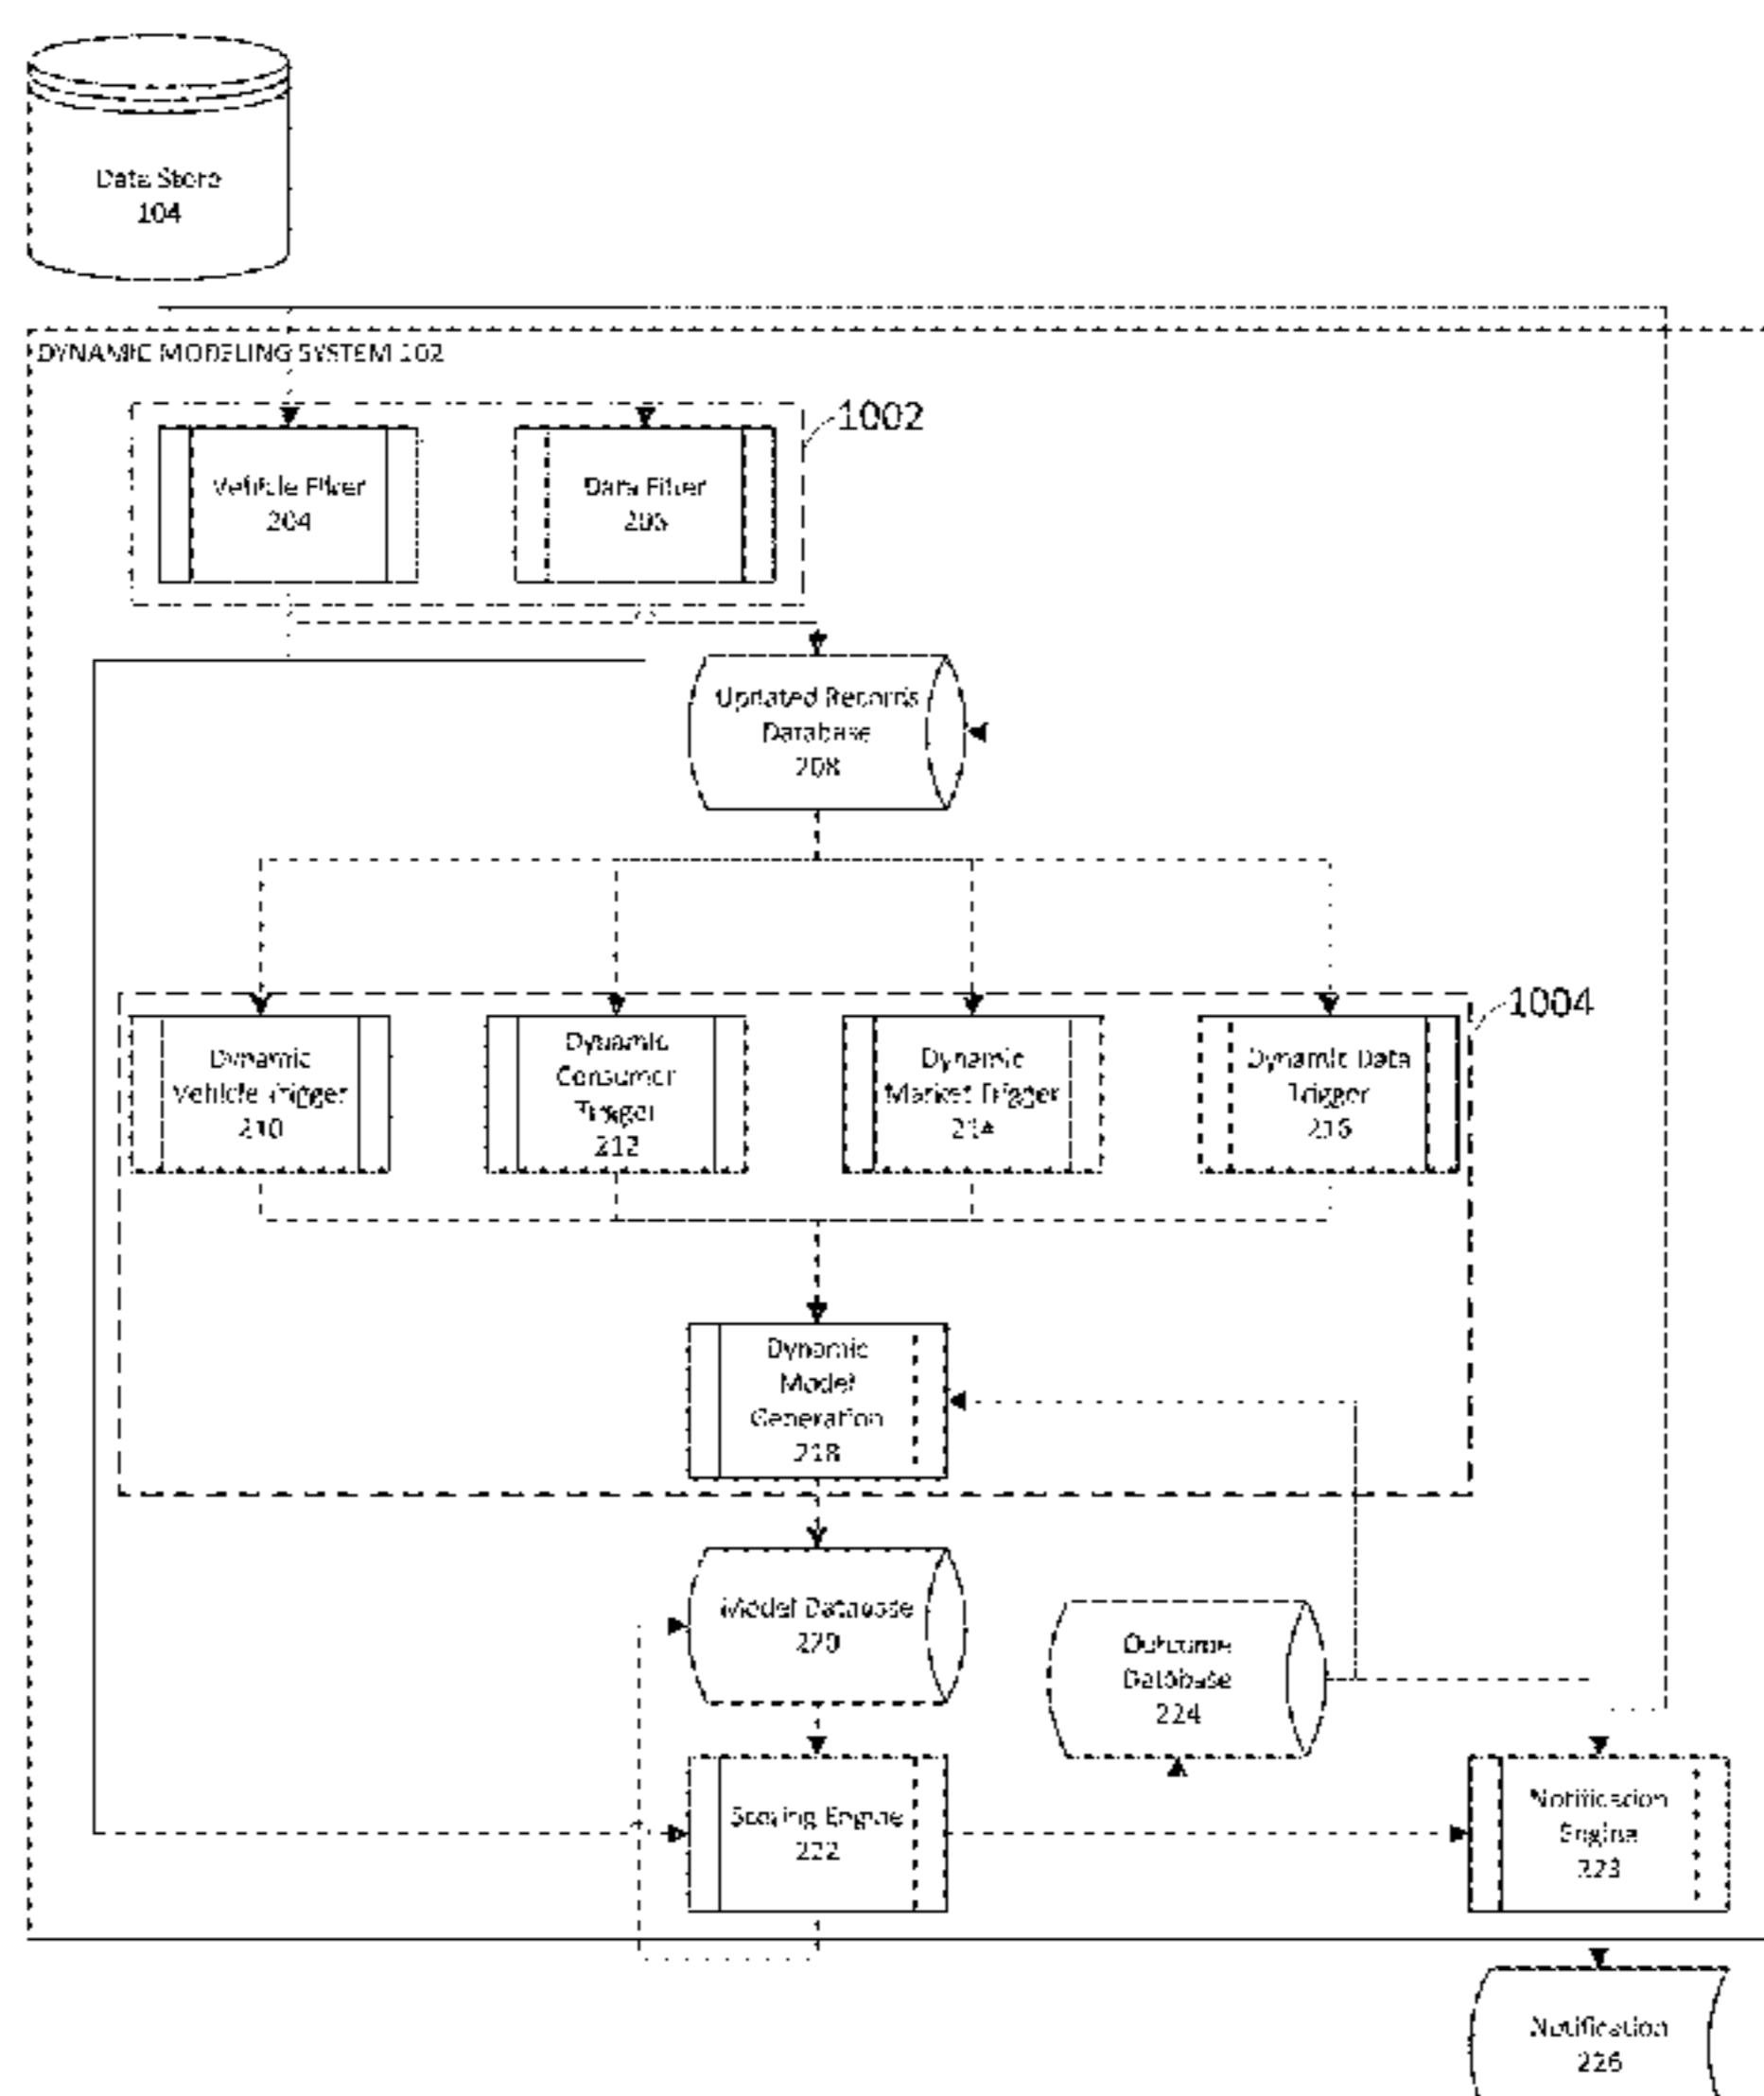 Data Store
104
DYNAMIC MODELING SYSTEM 102
1002
Vehicle Filter
204
Data Filter
206
Updated Records
Database
208
1004
Dynamic
Vehicle Trigger
210
Dynamic
Consumer
Trigger
212
Dynamic
Market Trigger
214
Dynamic Data
Trigger
216
Dynamic
Model
Generation
218
Model Database
220
Outcome
Database
224
Scoring Engine
222
Notification
Engine
223
Notification
226